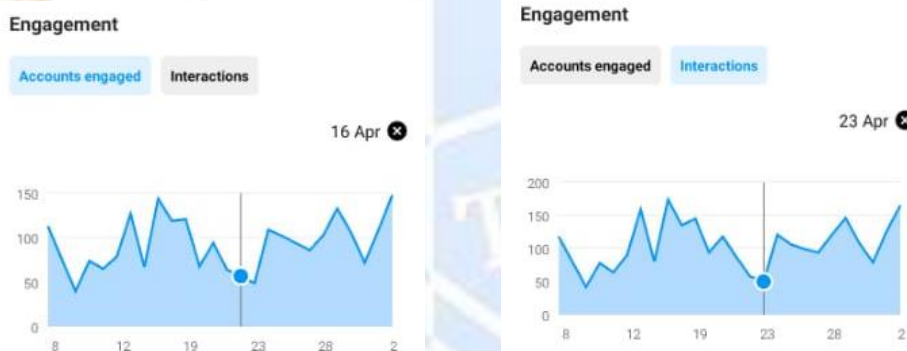 Engagement
Accounts engaged Interactions
16 Apr
150
100
50
0
8 12 19 23 28 2
Engagement
Accounts engaged Interactions
23 Apr
200
150
100
50
0
8 12 19 23 28 2